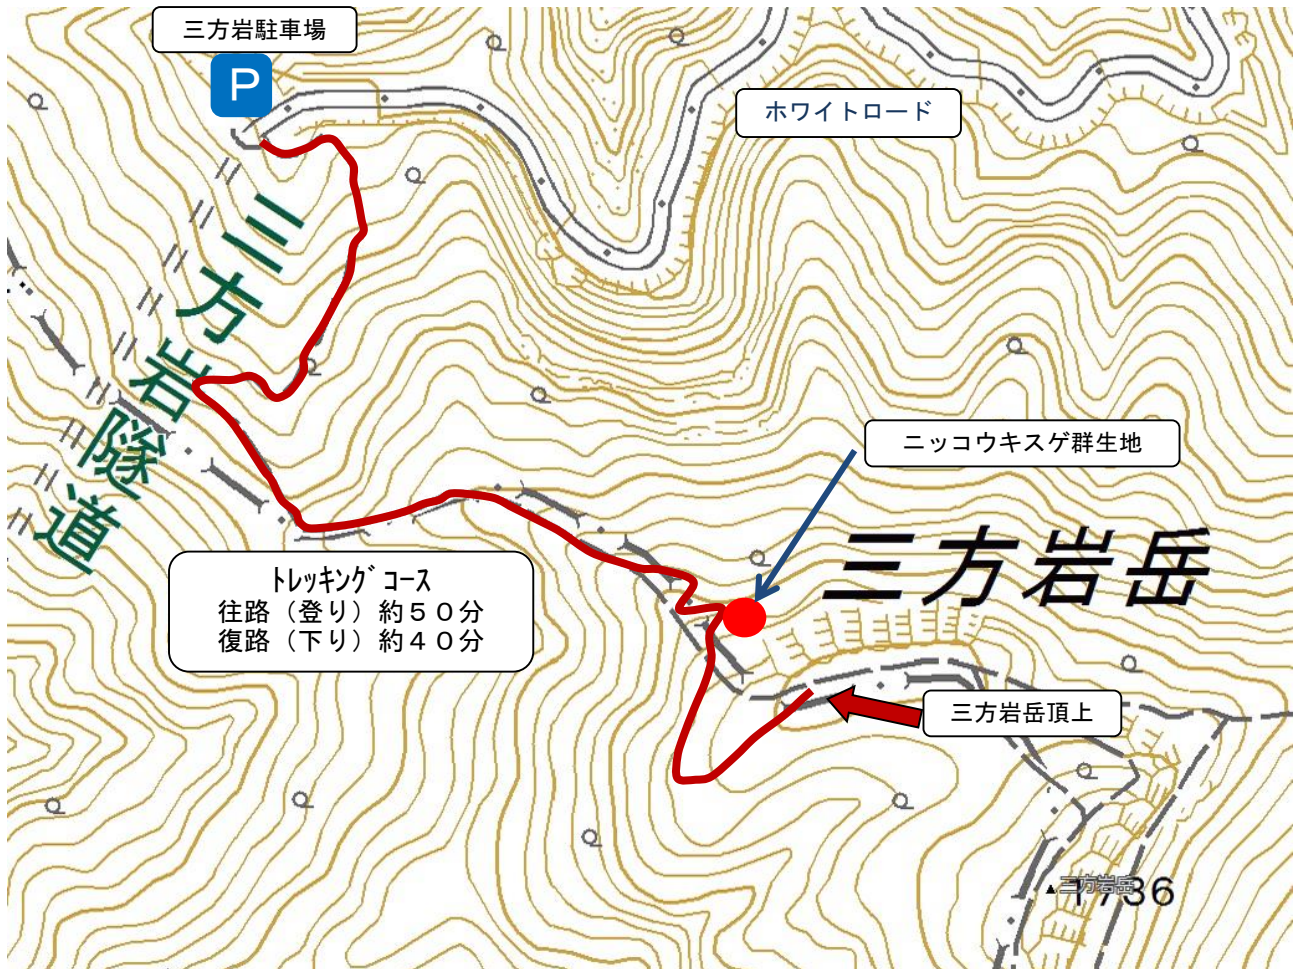 三方岩駐車場
P
ホワイトロード
三方岩隧道
ニッコウキスゲ群生地
三方岩岳
トレッキングコース
往路（登り）約５０分
復路（下り）約４０分
三方岩岳頂上
三方岩岳
1736